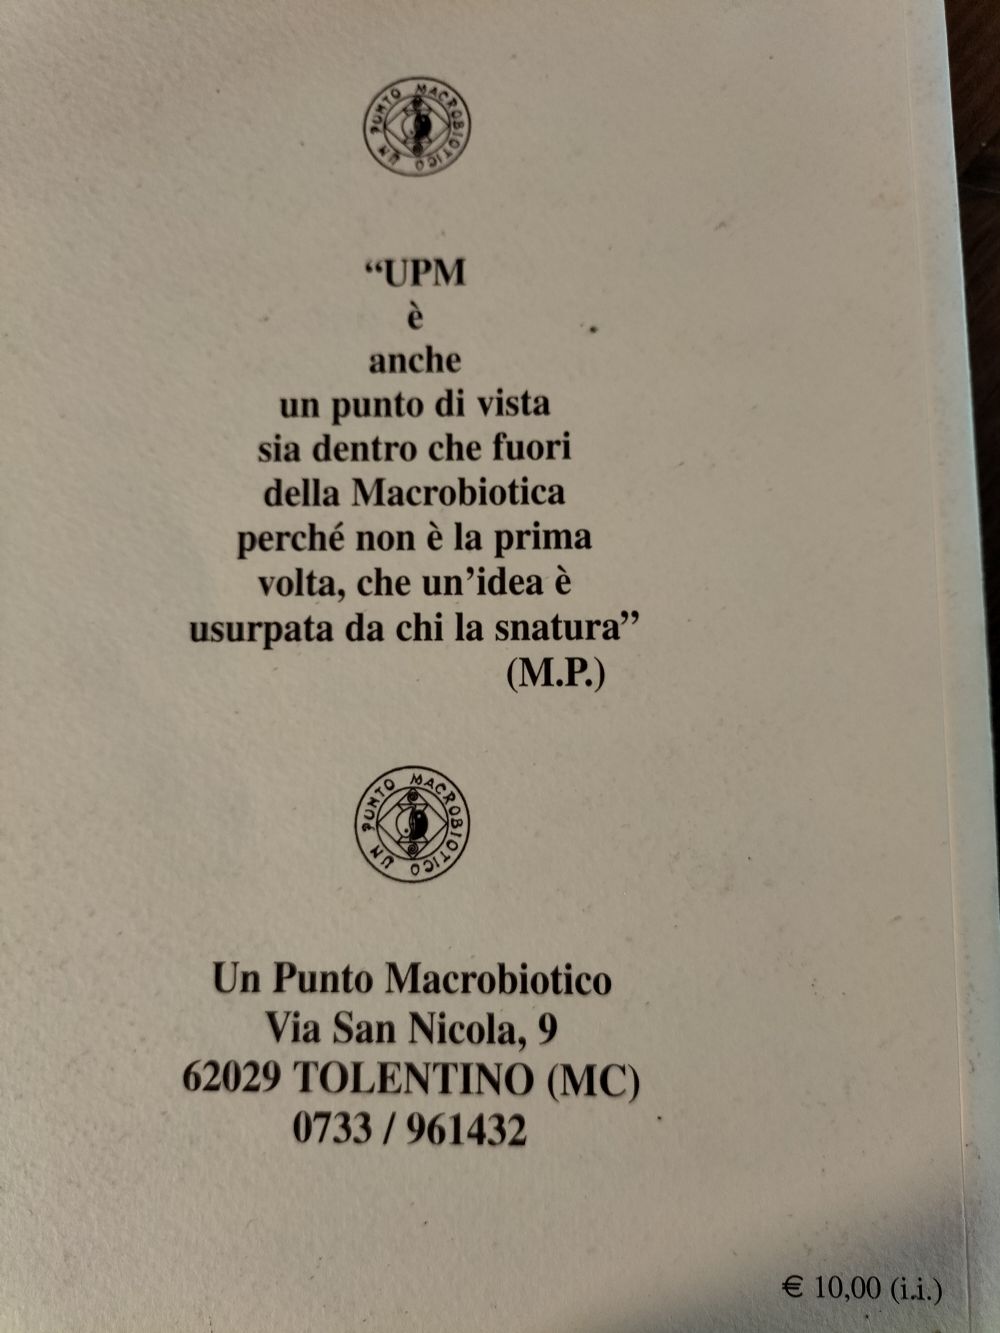 UN PUNTO MACROBIOTICO
“UPM
è
anche
un punto di vista
sia dentro che fuori
della Macrobiotica
perché non è la prima
volta, che un’idea è
usurpata da chi la snatura”
(M.P.)
UN PUNTO MACROBIOTICO
Un Punto Macrobiotico
Via San Nicola, 9
62029 TOLENTINO (MC)
0733 / 961432
€ 10,00 (i.i.)